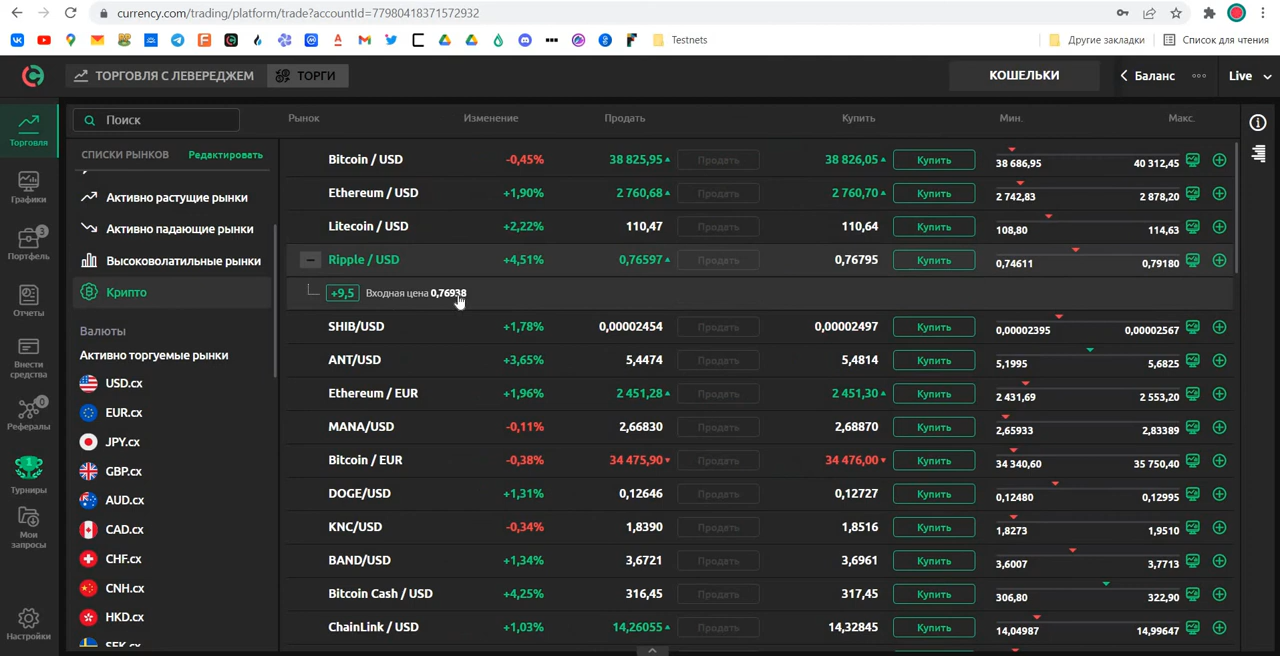 currency.com/trading/platform/trade?accountId=77980418371572932
Testnets
Другие закладки
Список для чтения
ТОРГОВЛЯ С ЛЕВЕРЕДЖЕМ
ТОРГИ
КОШЕЛЬКИ
Баланс
Live
Торговля
Графики
Портфель
3
Отчеты
Внести средства
Рефералы
0
Турниры
1
Мои запросы
Настройки
Поиск
СПИСКИ РЫНКОВ Редактировать
Активно растущие рынки
Активно падающие рынки
Высоковолатильные рынки
Крипто
Валюты
Активно торгуемые рынки
USD.cx
EUR.cx
JPY.cx
GBP.cx
AUD.cx
CAD.cx
CHF.cx
CNH.cx
HKD.cx
SEK.cx
Рынок Изменение Продать Купить Мин. Макс.
Bitcoin / USD -0,45% 38 825,95 Продать 38 826,05 Купить 38 686,95 40 312,45
Ethereum / USD +1,90% 2 760,68 Продать 2 760,70 Купить 2 742,83 2 878,20
Litecoin / USD +2,22% 110,47 Продать 110,64 Купить 108,80 114,63
Ripple / USD +4,51% 0,76597 Продать 0,76795 Купить 0,74611 0,79180
+9,5 Входная цена 0,76938
SHIB/USD +1,78% 0,00002454 Продать 0,00002497 Купить 0,00002395 0,00002567
ANT/USD +3,65% 5,4474 Продать 5,4814 Купить 5,1995 5,6825
Ethereum / EUR +1,96% 2 451,28 Продать 2 451,30 Купить 2 431,69 2 553,20
MANA/USD -0,11% 2,66830 Продать 2,68870 Купить 2,65933 2,83389
Bitcoin / EUR -0,38% 34 475,90 Продать 34 476,00 Купить 34 340,60 35 750,40
DOGE/USD +1,31% 0,12646 Продать 0,12727 Купить 0,12480 0,12995
KNC/USD -0,34% 1,8390 Продать 1,8516 Купить 1,8273 1,9510
BAND/USD +1,34% 3,6721 Продать 3,6961 Купить 3,6007 3,7713
Bitcoin Cash / USD +4,25% 316,45 Продать 317,45 Купить 306,80 322,90
ChainLink / USD +1,03% 14,26055 Продать 14,32845 Купить 14,04987 14,99647